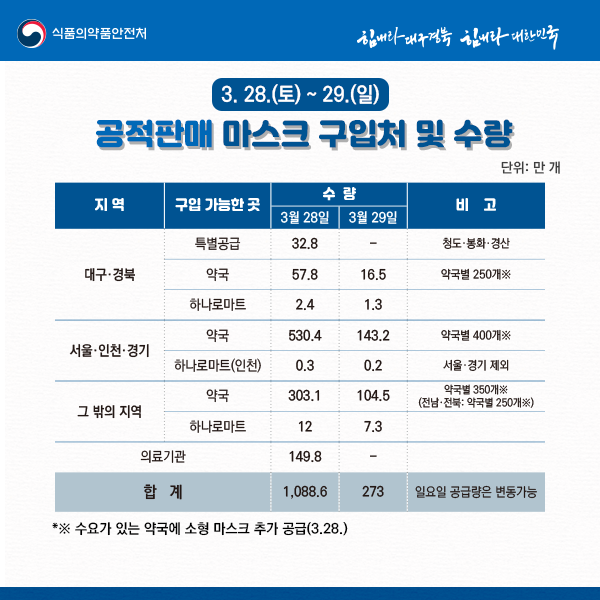 식품의약품안전처
힘내라 대구경북 힘내라 대한민국
3. 28.(토) ~ 29.(일)
공적판매 마스크 구입처 및 수량
단위: 만 개
지 역 구입 가능한 곳 수 량 비 고
3월 28일 3월 29일
대구·경북
특별공급 32.8 - 청도·봉화·경산
약국 57.8 16.5 약국별 250개※
하나로마트 2.4 1.3
서울·인천·경기
약국 530.4 143.2 약국별 400개※
하나로마트(인천) 0.3 0.2 서울·경기 제외
그 밖의 지역
약국 303.1 104.5 약국별 350개※
(전남·전북: 약국별 250개※)
하나로마트 12 7.3
의료기관 149.8 -
합 계 1,088.6 273 일요일 공급량은 변동가능
*※ 수요가 있는 약국에 소형 마스크 추가 공급(3.28.)